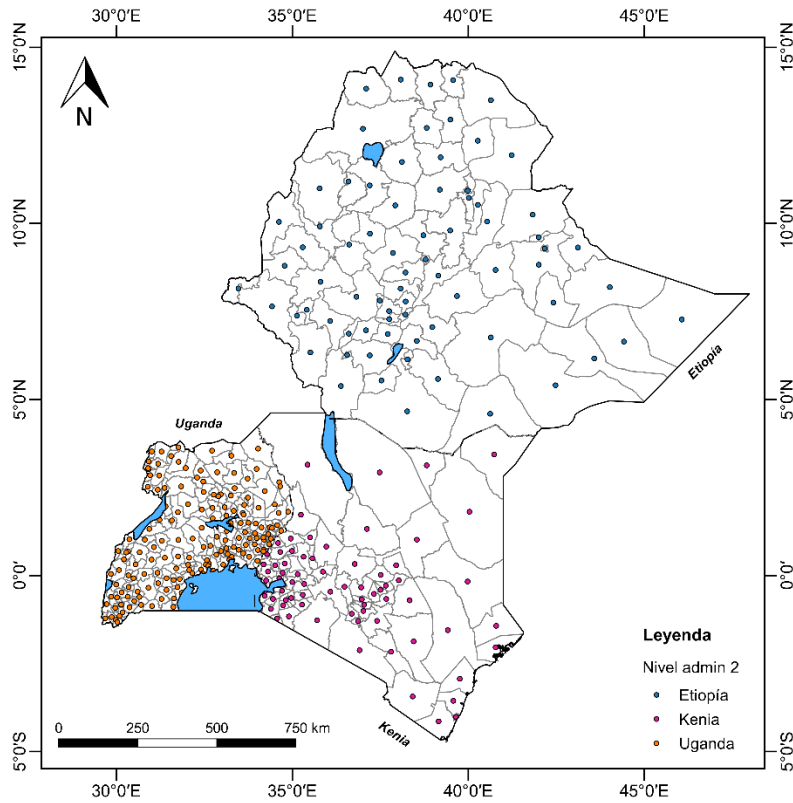 30°0'E 35°0'E 40°0'E 45°0'E
15°0'N 15°0'N
N
10°0'N 10°0'N
Etiopía
5°0'N 5°0'N
Uganda
0°0' 0°0'
Leyenda
Nivel admin 2
Etiopía
Kenia
Uganda
0 250 500 750 km
Kenia
5°0'S 5°0'S
30°0'E 35°0'E 40°0'E 45°0'E